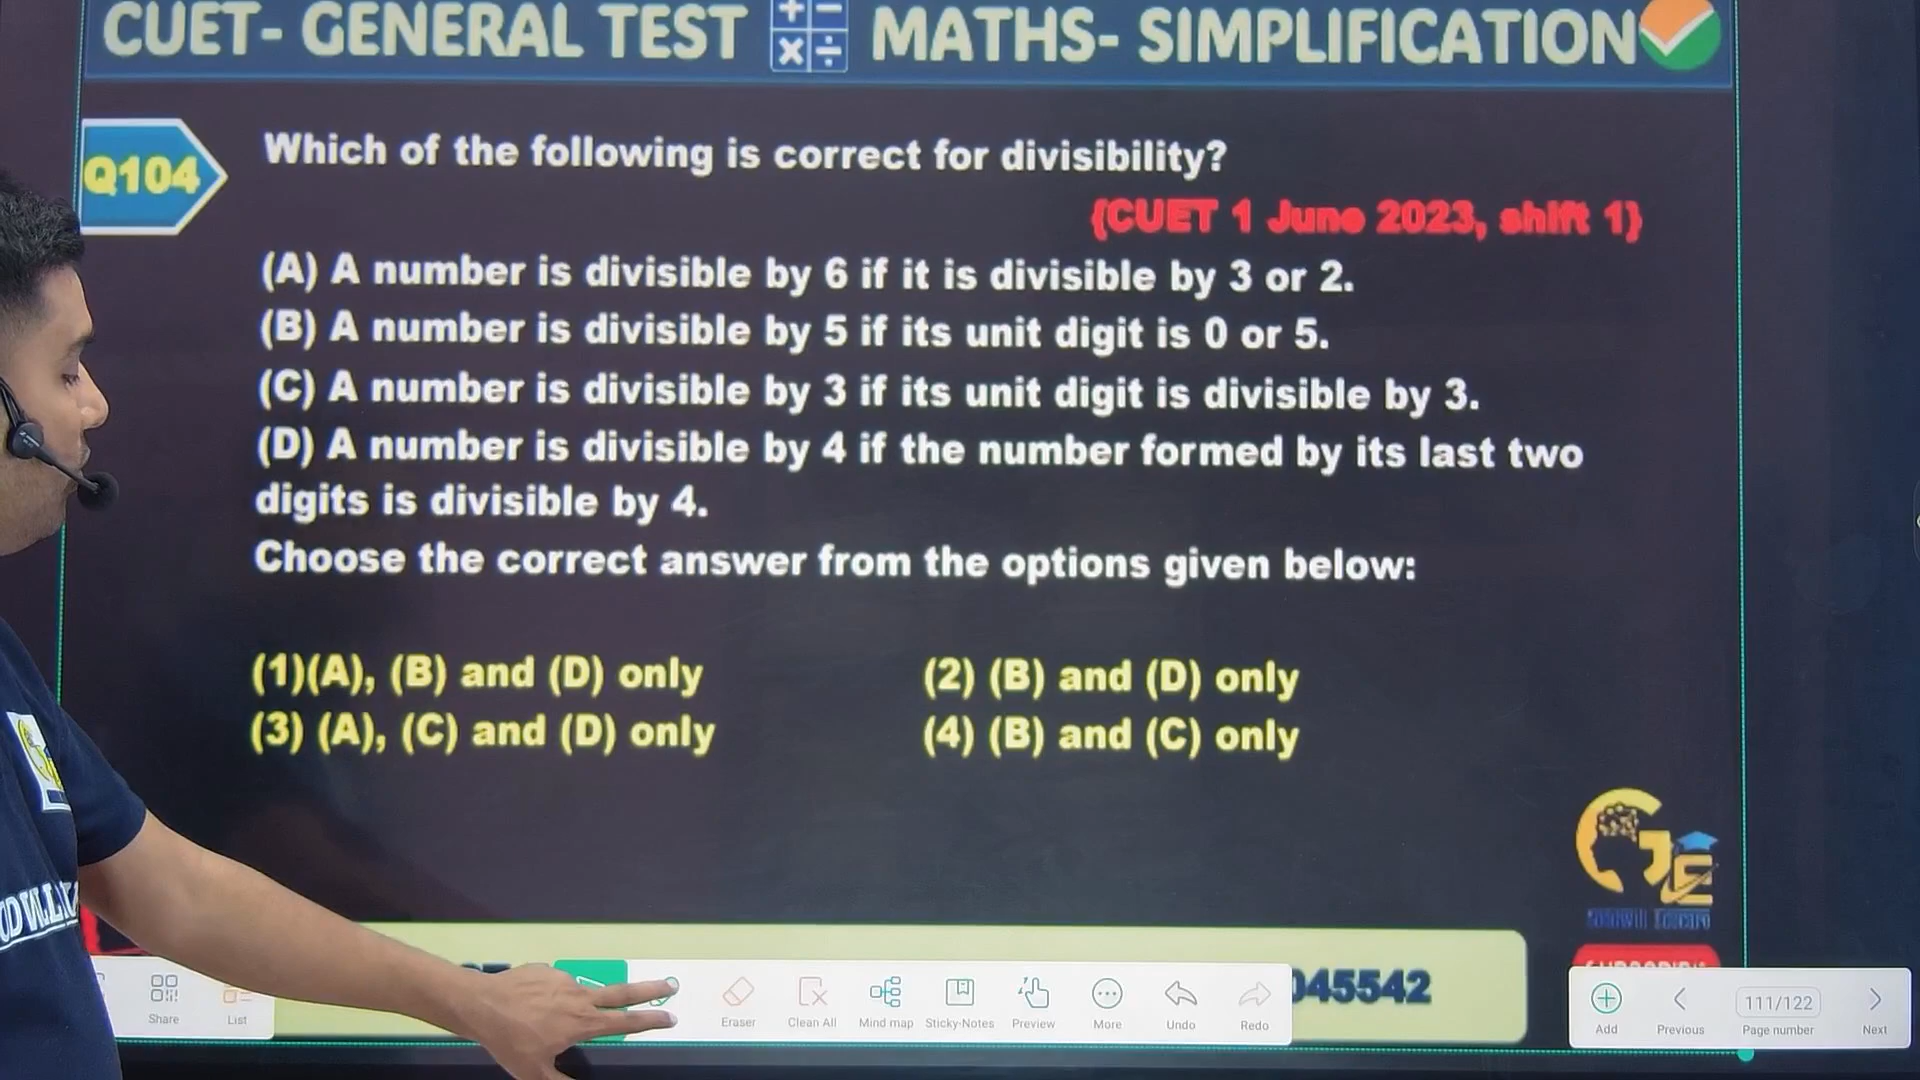 CUET- GENERAL TEST MATHS- SIMPLIFICATION
Q104
Which of the following is correct for divisibility?
{CUET 1 June 2023, shift 1}
(A) A number is divisible by 6 if it is divisible by 3 or 2.
(B) A number is divisible by 5 if its unit digit is 0 or 5.
(C) A number is divisible by 3 if its unit digit is divisible by 3.
(D) A number is divisible by 4 if the number formed by its last two
digits is divisible by 4.
Choose the correct answer from the options given below:
(1)(A), (B) and (D) only (2) (B) and (D) only
(3) (A), (C) and (D) only (4) (B) and (C) only
GE
045542
Share List Eraser Clean All Mind map Sticky-Notes Preview More Undo Redo
Add Previous 111/122 Page number Next